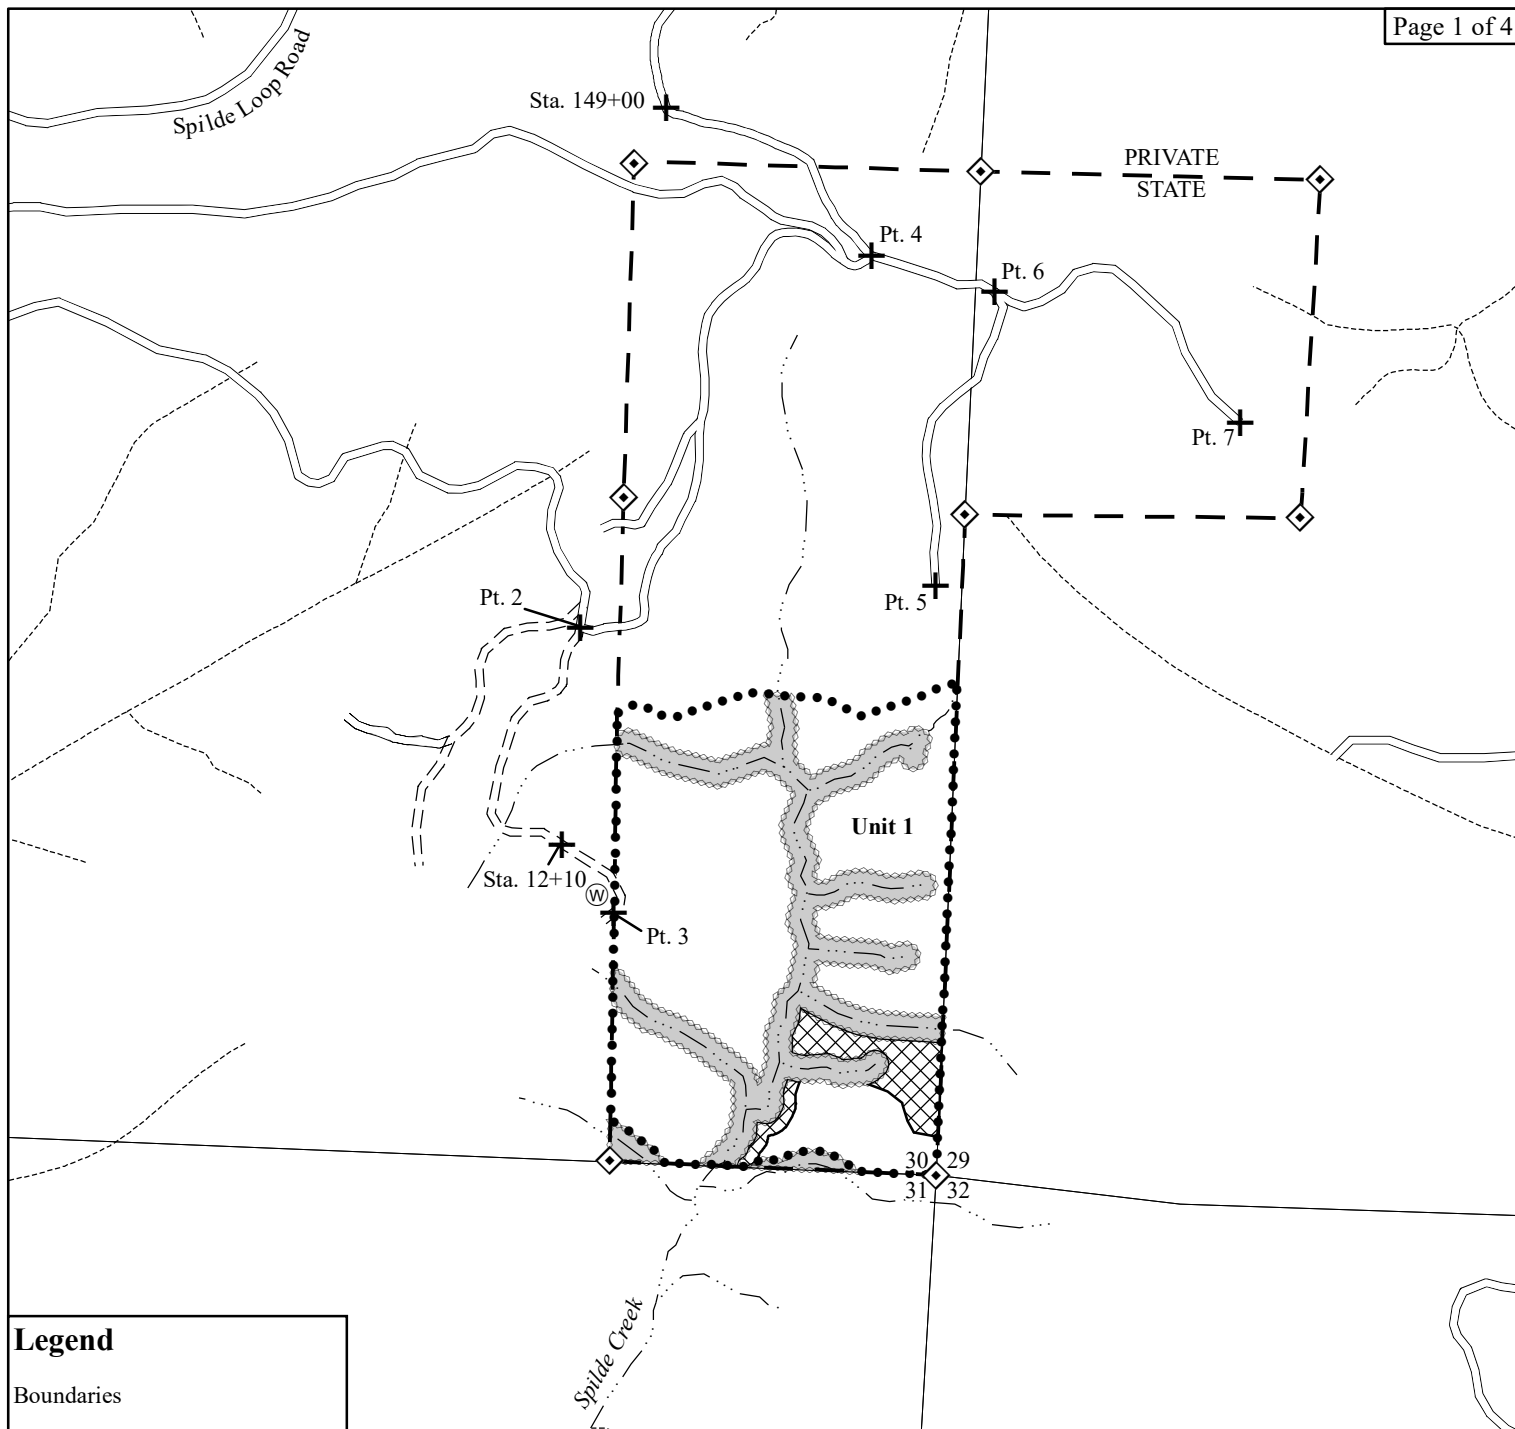 Page 1 of 4
Spilde Loop Road
Sta. 149+00
PRIVATE
STATE
Pt. 4
Pt. 6
Pt. 7
Pt. 2
Pt. 5
Unit 1
Sta. 12+10
W
Pt. 3
30 29
31 32
Spilde Creek
Legend
Boundaries